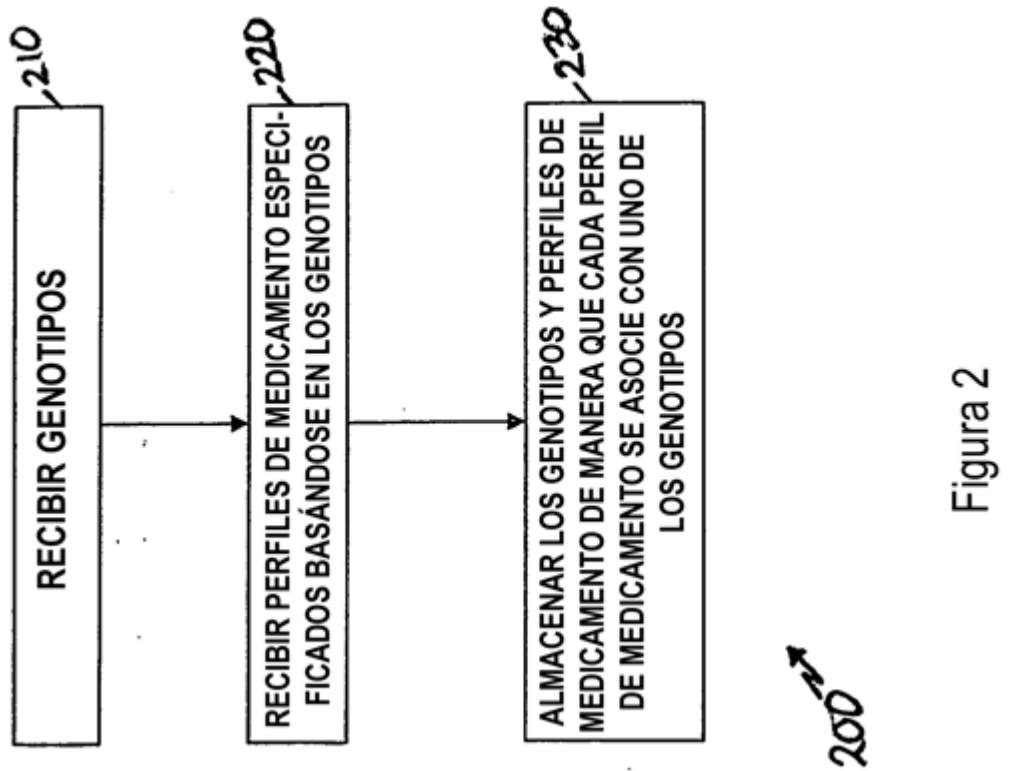 210
RECIBIR GENOTIPOS
220
RECIBIR PERFILES DE MEDICAMENTO ESPECI-
FICADOS BASÁNDOSE EN LOS GENOTIPOS
230
ALMACENAR LOS GENOTIPOS Y PERFILES DE
MEDICAMENTO DE MANERA QUE CADA PERFIL
DE MEDICAMENTO SE ASOCIE CON UNO DE
LOS GENOTIPOS
200
Figura 2